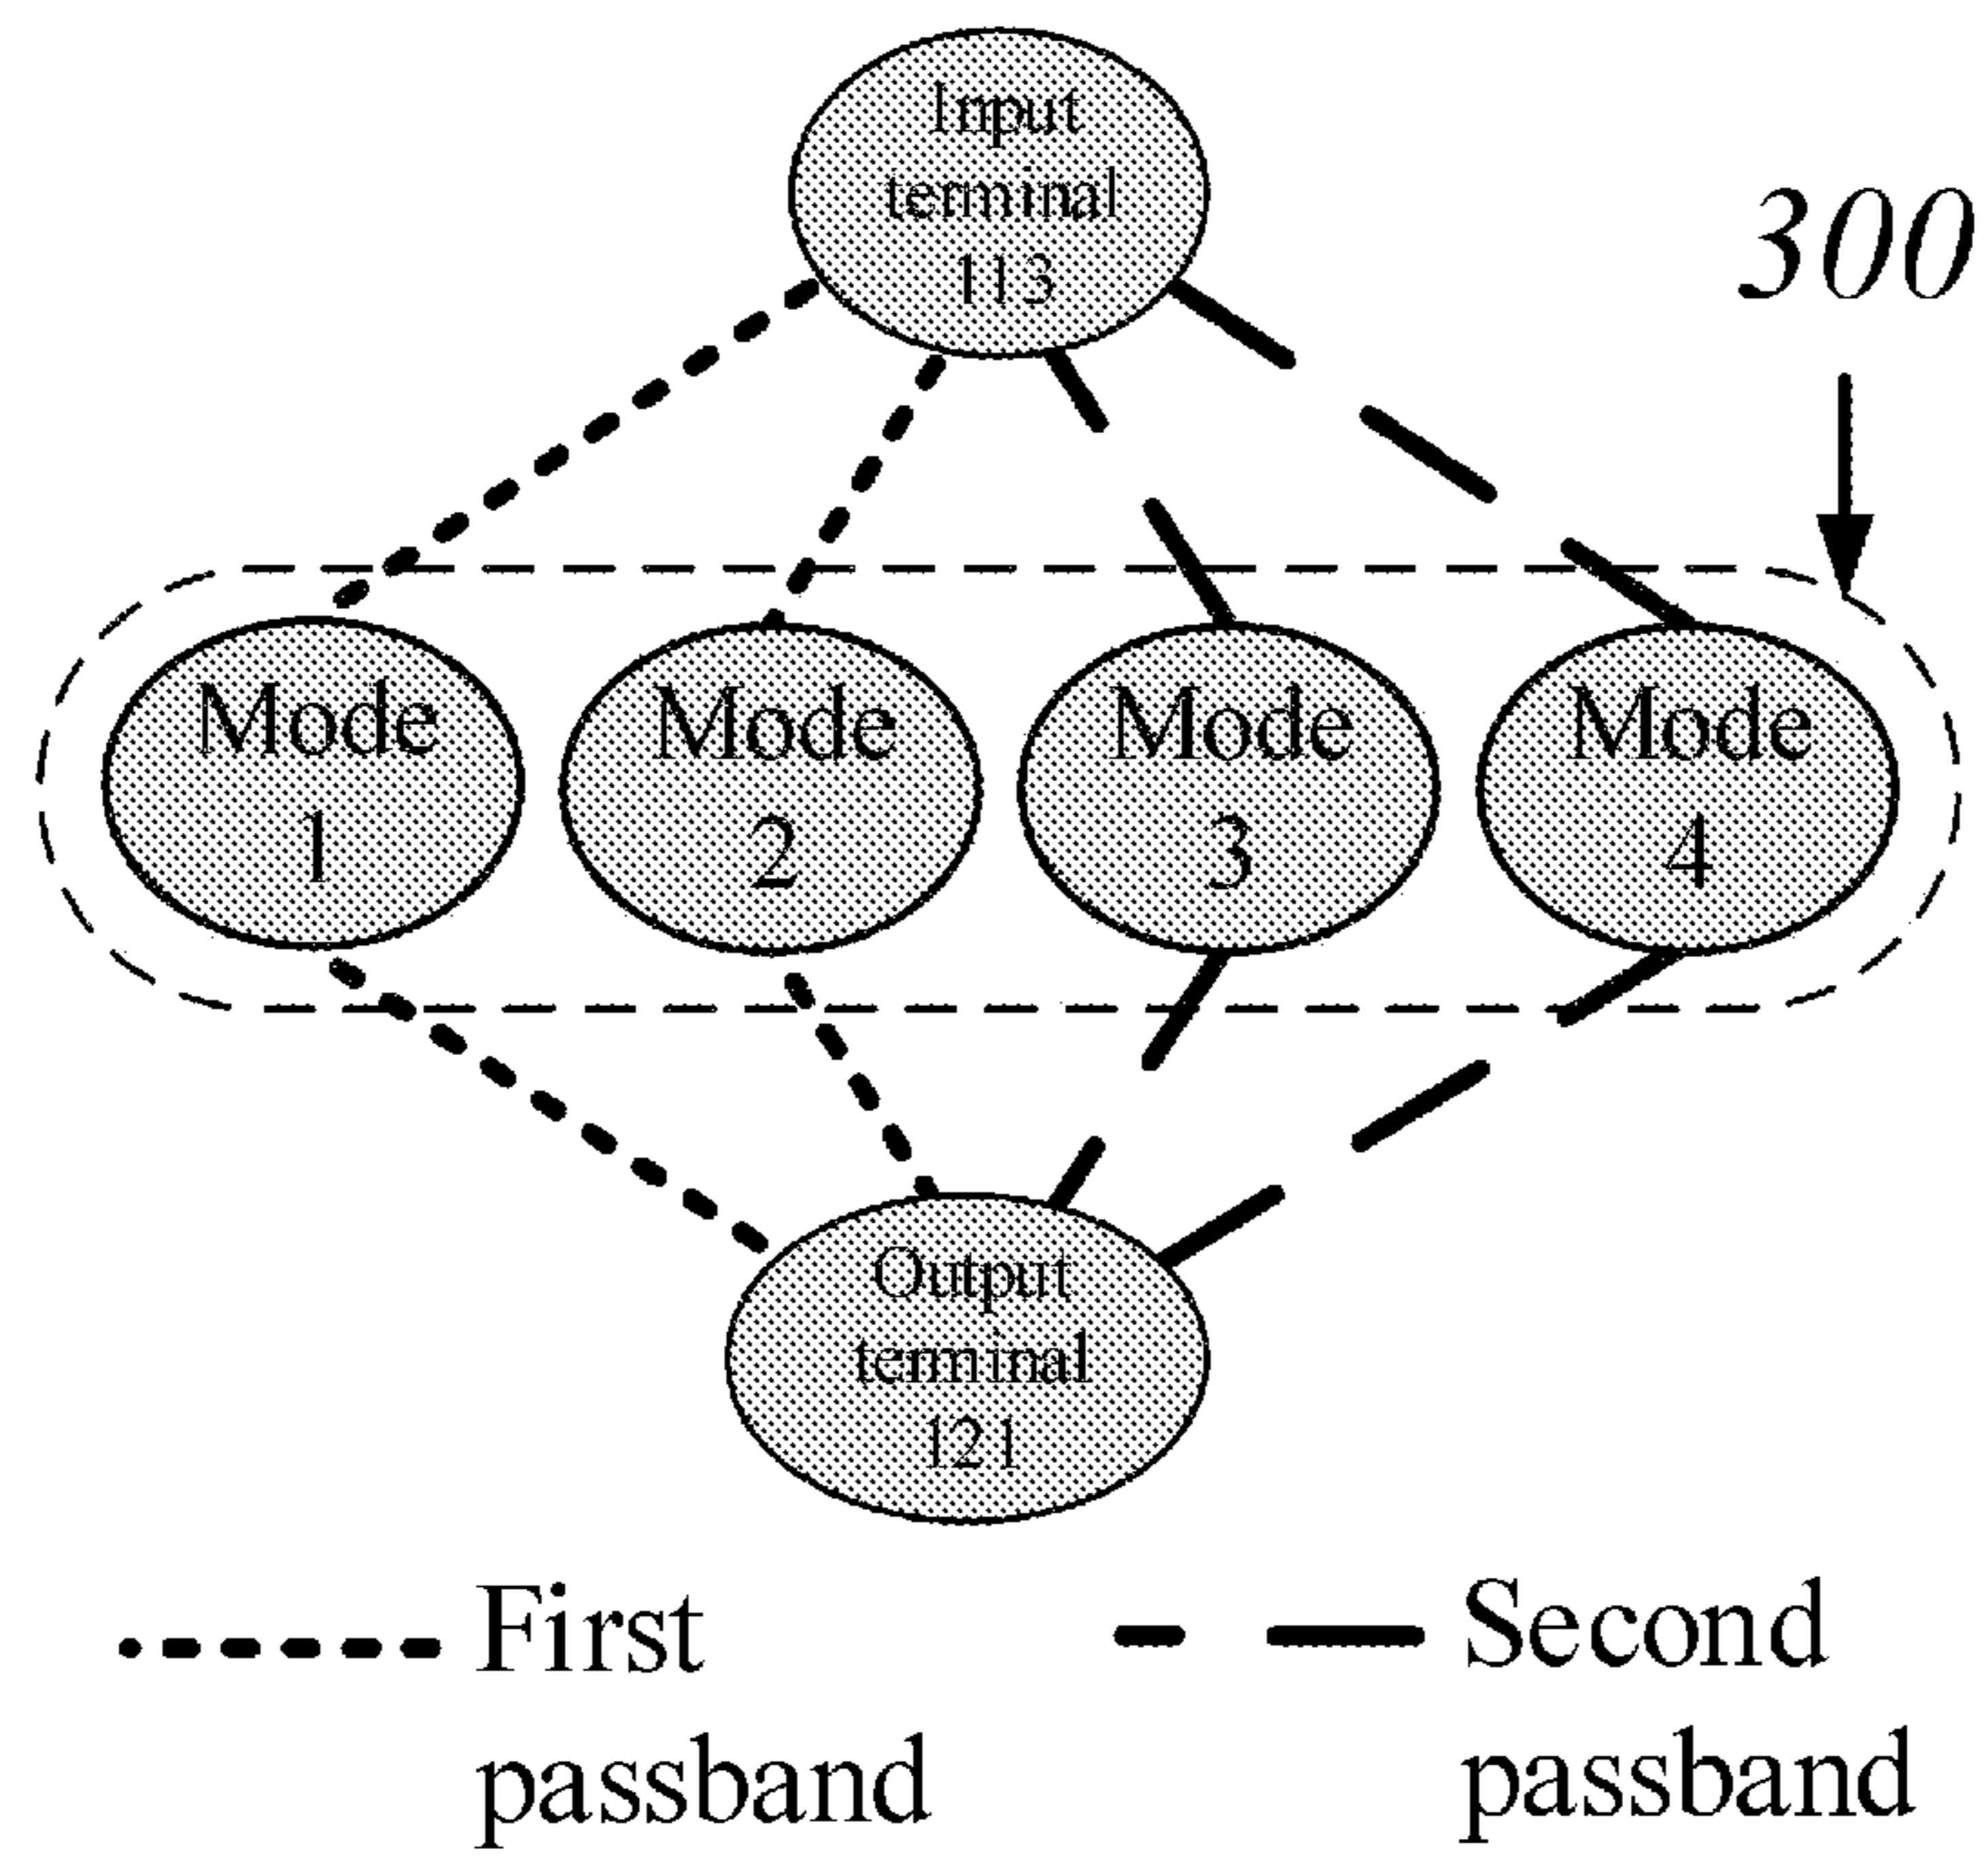 Input
terminal
113
300
Mode
1
Mode
2
Mode
3
Mode
4
Output
terminal
121
First
passband
Second
passband